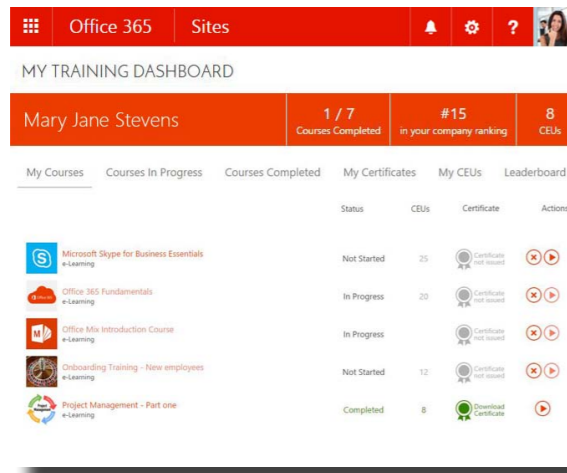 Office 365 Sites ?
MY TRAINING DASHBOARD
Mary Jane Stevens
1 / 7 #15 8
Courses Completed in your company ranking CEUs
My Courses Courses In Progress Courses Completed My Certificates My CEUs Leaderboard
Status CEUs Certificate Actions
Microsoft Skype for Business Essentials
e-Learning
Not Started 25 Certificate not issued
Office 365 Fundamentals
e-Learning
In Progress 20 Certificate not issued
Office Mix Introduction Course
e-Learning
In Progress Certificate not issued
Onboarding Training - New employees
e-Learning
Not Started 12 Certificate not issued
Project Management
Project Management - Part one
e-Learning
Completed 8 Download Certificate